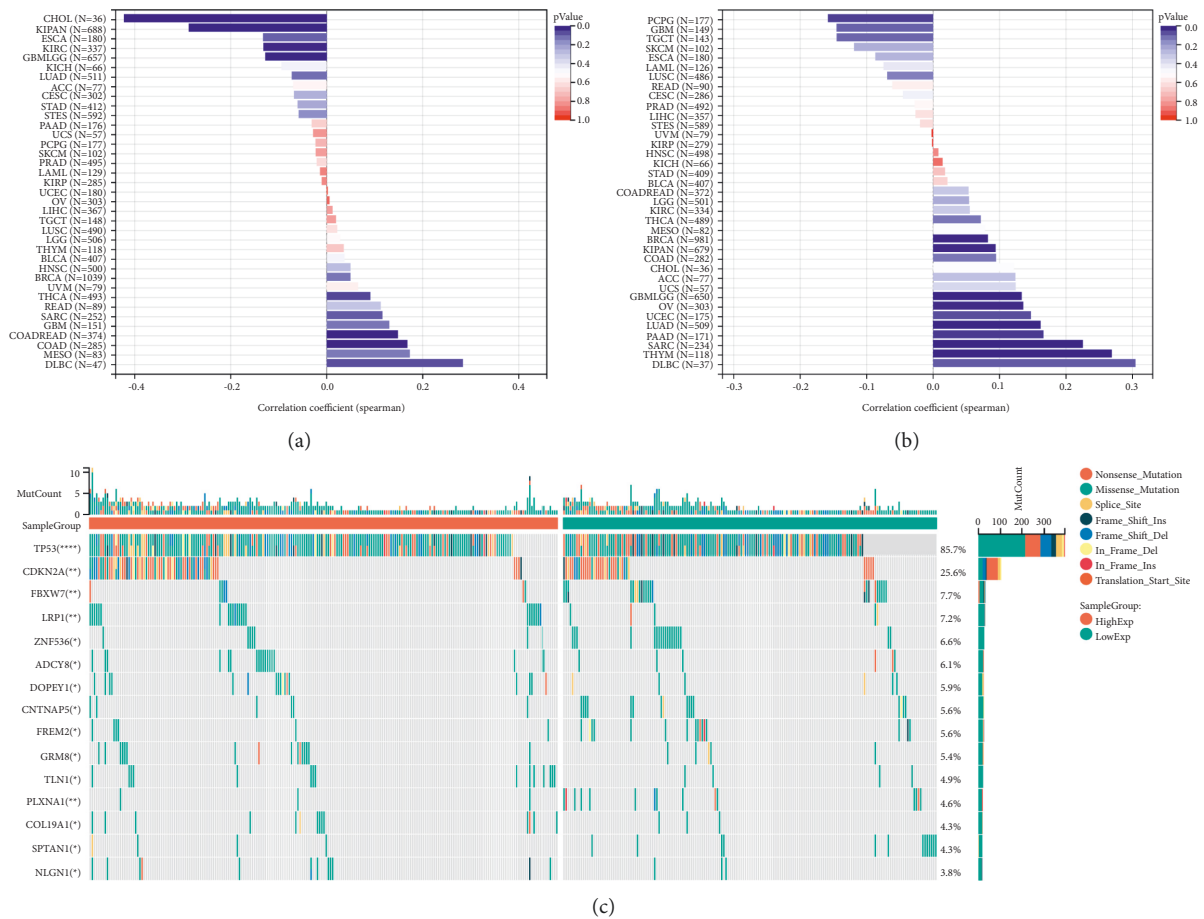 CHOL (N=36)
KIPAN (N=688)
ESCA (N=180)
KIRC (N=337)
GBMLGG (N=657)
KICH (N=66)
LUAD (N=511)
ACC (N=77)
CESC (N=302)
STAD (N=412)
STES (N=592)
PAAD (N=176)
UCS (N=57)
PCPG (N=177)
SKCM (N=102)
PRAD (N=495)
LAML (N=129)
KIRP (N=285)
UCEC (N=180)
OV (N=303)
LIHC (N=367)
TGCT (N=148)
LUSC (N=490)
LGG (N=506)
THYM (N=118)
BLCA (N=407)
HNSC (N=500)
BRCA (N=1039)
UVM (N=79)
THCA (N=493)
READ (N=89)
SARC (N=252)
GBM (N=151)
COADREAD (N=374)
COAD (N=285)
MESO (N=83)
DLBC (N=47)
-0.4 -0.2 0.0 0.2 0.4
Correlation coefficient (spearman)
pValue
0.0
0.2
0.4
0.6
0.8
1.0
(a)
PCPG (N=177)
GBM (N=149)
TGCT (N=143)
SKCM (N=102)
ESCA (N=180)
LAML (N=126)
LUSC (N=486)
READ (N=90)
CESC (N=286)
PRAD (N=492)
LIHC (N=357)
STES (N=589)
UVM (N=79)
KIRP (N=279)
HNSC (N=498)
KICH (N=66)
STAD (N=409)
BLCA (N=407)
COADREAD (N=372)
LGG (N=501)
KIRC (N=334)
THCA (N=489)
MESO (N=82)
BRCA (N=981)
KIPAN (N=679)
COAD (N=282)
CHOL (N=36)
ACC (N=77)
UCS (N=57)
GBMLGG (N=650)
OV (N=303)
UCEC (N=175)
LUAD (N=509)
PAAD (N=171)
SARC (N=234)
THYM (N=118)
DLBC (N=37)
-0.3 -0.2 -0.1 0.0 0.1 0.2 0.3
Correlation coefficient (spearman)
pValue
0.0
0.2
0.4
0.6
0.8
1.0
(b)
10
5
0
MutCount
SampleGroup
TP53(****) 85.7%
CDKN2A(**) 25.6%
FBXW7(**) 7.7%
LRP1(**) 7.2%
ZNF536(*) 6.6%
ADCY8(*) 6.1%
DOPEY1(*) 5.9%
CNTNAP5(*) 5.6%
FREM2(*) 5.6%
GRM8(*) 5.4%
TLN1(*) 4.9%
PLXNA1(**) 4.6%
COL19A1(*) 4.3%
SPTAN1(*) 4.3%
NLGN1(*) 3.8%
MutCount
0 100 200 300
Nonsense_Mutation
Missense_Mutation
Splice_Site
Frame_Shift_Ins
Frame_Shift_Del
In_Frame_Del
In_Frame_Ins
Translation_Start_Site
SampleGroup:
HighExp
LowExp
(c)